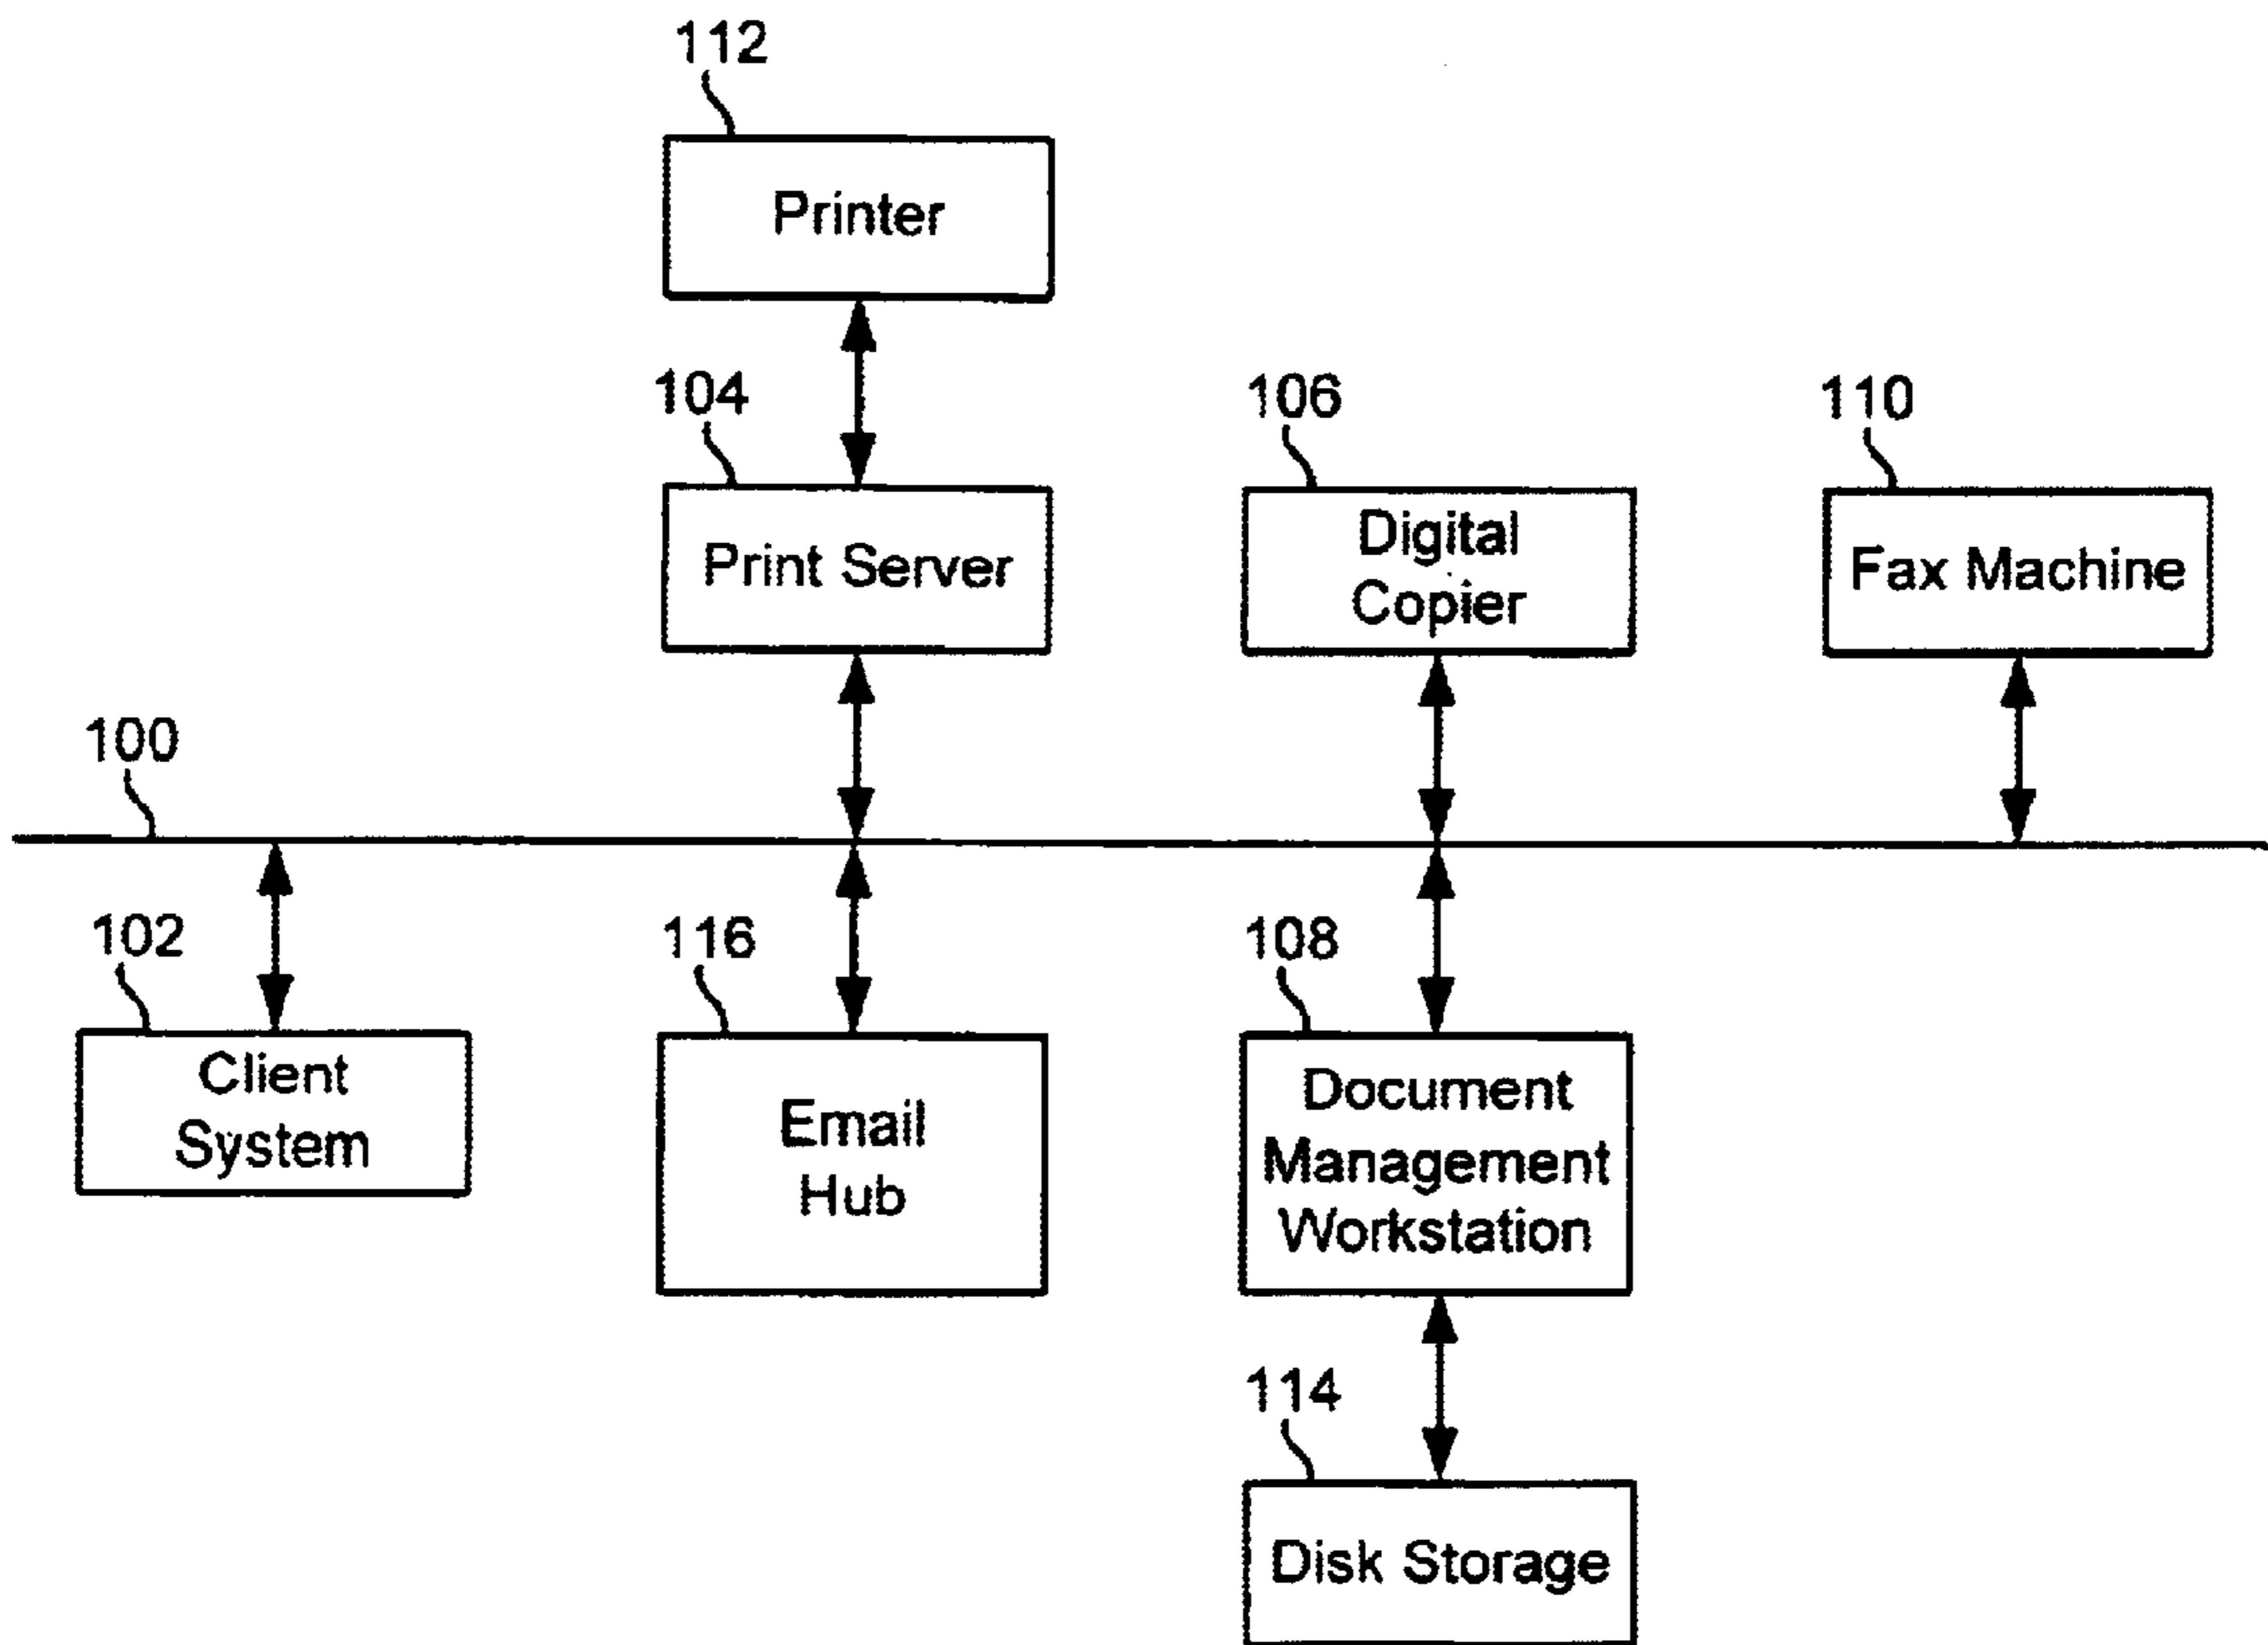 112
Printer
104
Print Server
106
Digital
Copier
110
Fax Machine
100
102
Client
System
116
Email
Hub
108
Document
Management
Workstation
114
Disk Storage